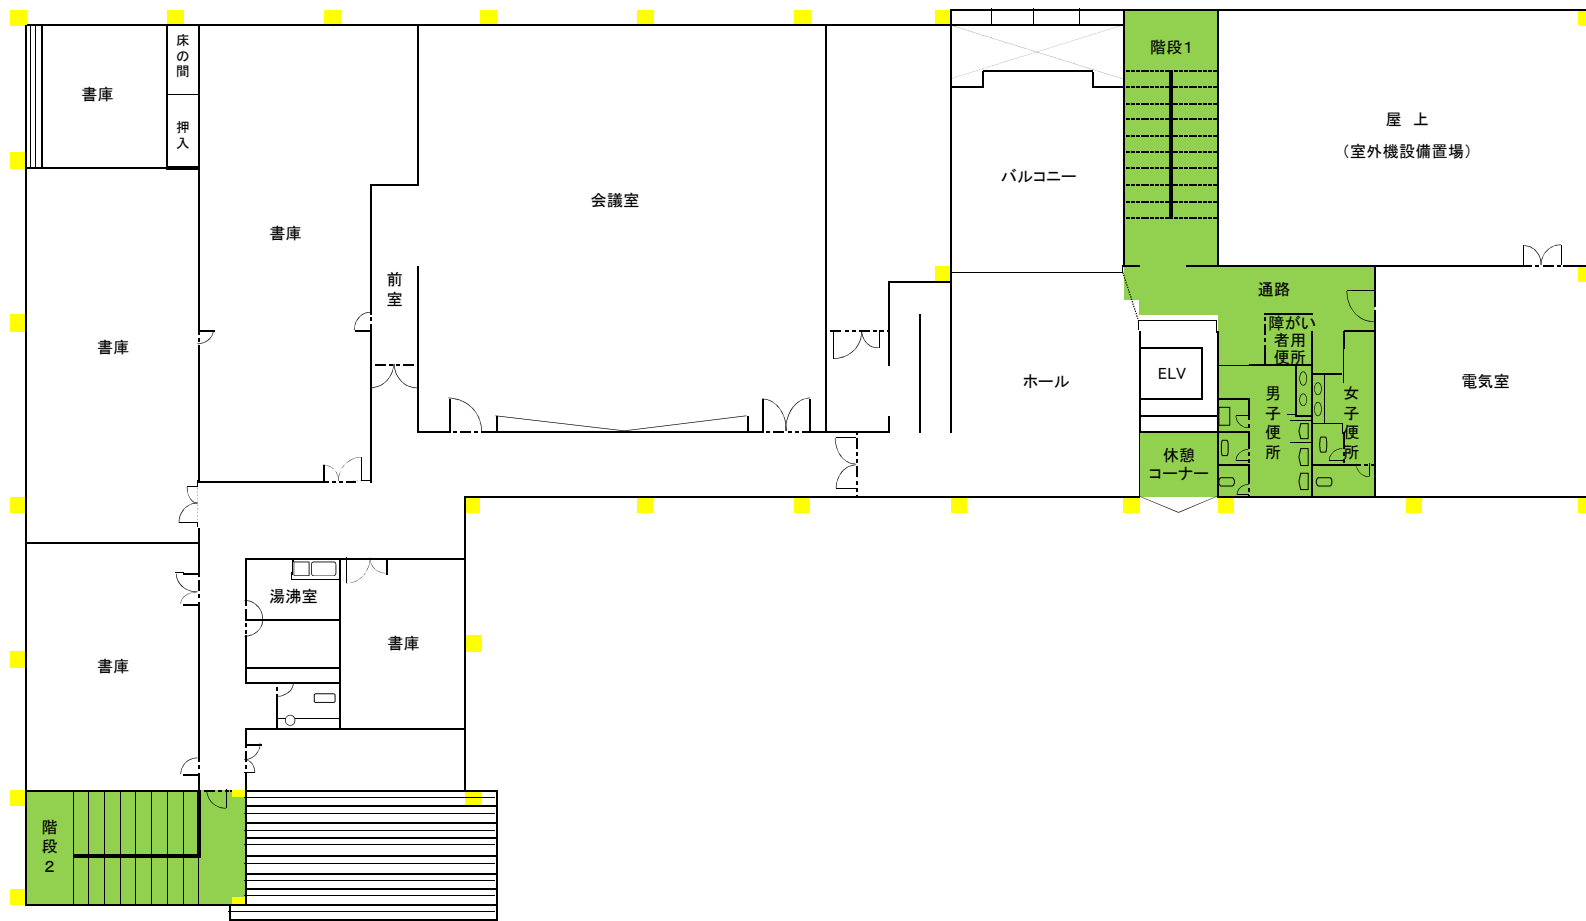 床の間
書庫
押入
階段1
屋 上
(室外機設備置場)
バルコニー
会議室
書庫
前室
通路
障がい
者用
便所
書庫
ホール
ELV
電気室
男子便所
女子便所
休憩
コーナー
湯沸室
書庫
書庫
階段2